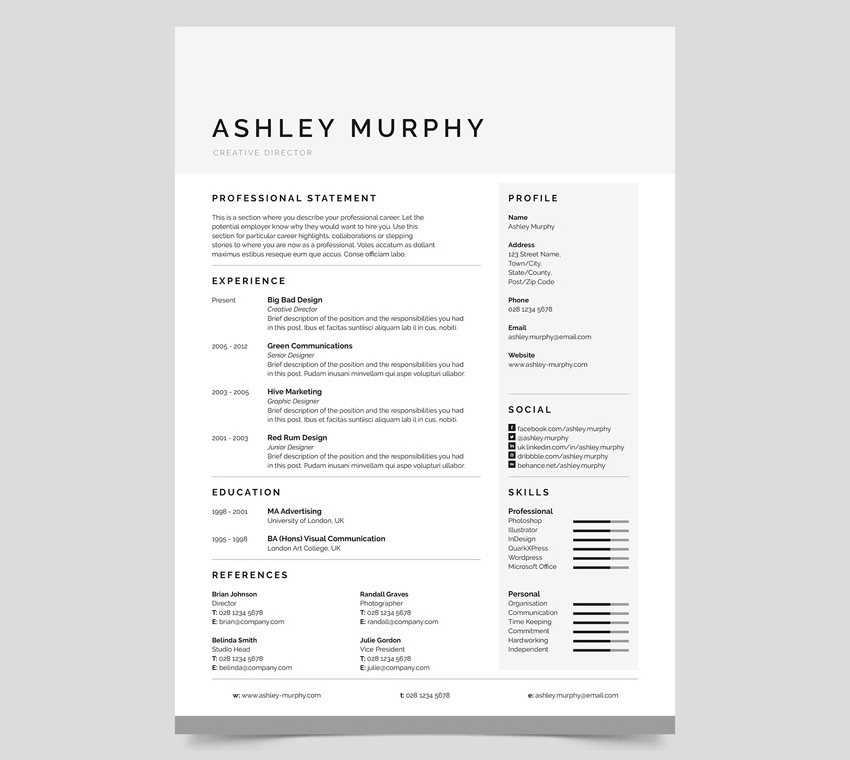 ASHLEY MURPHY
CREATIVE DIRECTOR
PROFESSIONAL STATEMENT
This is a section where you describe your professional career. Let the
potential employer know why they would want to hire you. Use this
section for particular career highlights, collaborations or stepping
stones to where you are now as a professional. Voles accatum as dollant
maximus estibus reseque eum que accus. Conse officiam labo.
EXPERIENCE
Present
Big Bad Design
Creative Director
Brief description of the position and the responsibilities you had
in this post. Ibus et facitas suntiisci aliquam lab il in cus, nobiti.
2005 - 2012
Green Communications
Senior Designer
Brief description of the position and the responsibilities you had
in this post. Pudam inusani minvellam qui aspe volupturi ullabor.
2003 - 2005
Hive Marketing
Graphic Designer
Brief description of the position and the responsibilities you had
in this post. Ibus et facitas suntiisci aliquam lab il in cus, nobiti.
2001 - 2003
Red Rum Design
Junior Designer
Brief description of the position and the responsibilities you had
in this post. Pudam inusani minvellam qui aspe volupturi ullabor.
EDUCATION
1998 - 2001
MA Advertising
University of London, UK
1995 - 1998
BA (Hons) Visual Communication
London Art College, UK
REFERENCES
Brian Johnson
Director
T: 028 1234 5678
E: brian@company.com
Randall Graves
Photographer
T: 028 1234 5678
E: randall@company.com
Belinda Smith
Studio Head
T: 028 1234 5678
E: belinda@company.com
Julie Gordon
Vice President
T: 028 1234 5678
E: julie@company.com
PROFILE
Name
Ashley Murphy
Address
123 Street Name,
Town/City,
State/County,
Post/Zip Code
Phone
028 1234 5678
Email
ashley.murphy@email.com
Website
www.ashley-murphy.com
SOCIAL
facebook.com/ashley.murphy
@ashley.murphy
uk.linkedin.com/in/ashley.murphy
dribbble.com/ashley.murphy
behance.net/ashley.murphy
SKILLS
Professional
Photoshop
Illustrator
InDesign
QuarkXPress
Wordpress
Microsoft Office
Personal
Organisation
Communication
Time Keeping
Commitment
Hardworking
Independent
w: www.ashley-murphy.com
t: 028 1234 5678
e: ashley.murphy@email.com